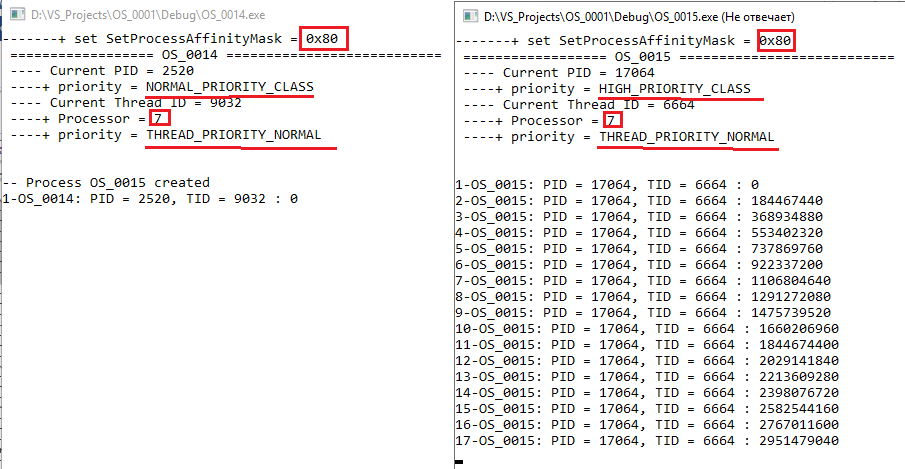 D:\VS_Projects\OS_0001\Debug\OS_0014.exe
-------+ set SetProcessAffinityMask = 0x80
================== OS_0014 ===========================
---- Current PID = 2520
----+ priority = NORMAL_PRIORITY_CLASS
---- Current Thread ID = 9032
----+ Processor = 7
----+ priority = THREAD_PRIORITY_NORMAL
-- Process OS_0015 created
1-OS_0014: PID = 2520, TID = 9032 : 0
D:\VS_Projects\OS_0001\Debug\OS_0015.exe (Не отвечает)
-------+ set SetProcessAffinityMask = 0x80
================== OS_0015 ===========================
---- Current PID = 17064
----+ priority = HIGH_PRIORITY_CLASS
---- Current Thread ID = 6664
----+ Processor = 7
----+ priority = THREAD_PRIORITY_NORMAL
1-OS_0015: PID = 17064, TID = 6664 : 0
2-OS_0015: PID = 17064, TID = 6664 : 184467440
3-OS_0015: PID = 17064, TID = 6664 : 368934880
4-OS_0015: PID = 17064, TID = 6664 : 553402320
5-OS_0015: PID = 17064, TID = 6664 : 737869760
6-OS_0015: PID = 17064, TID = 6664 : 922337200
7-OS_0015: PID = 17064, TID = 6664 : 1106804640
8-OS_0015: PID = 17064, TID = 6664 : 1291272080
9-OS_0015: PID = 17064, TID = 6664 : 1475739520
10-OS_0015: PID = 17064, TID = 6664 : 1660206960
11-OS_0015: PID = 17064, TID = 6664 : 1844674400
12-OS_0015: PID = 17064, TID = 6664 : 2029141840
13-OS_0015: PID = 17064, TID = 6664 : 2213609280
14-OS_0015: PID = 17064, TID = 6664 : 2398076720
15-OS_0015: PID = 17064, TID = 6664 : 2582544160
16-OS_0015: PID = 17064, TID = 6664 : 2767011600
17-OS_0015: PID = 17064, TID = 6664 : 2951479040